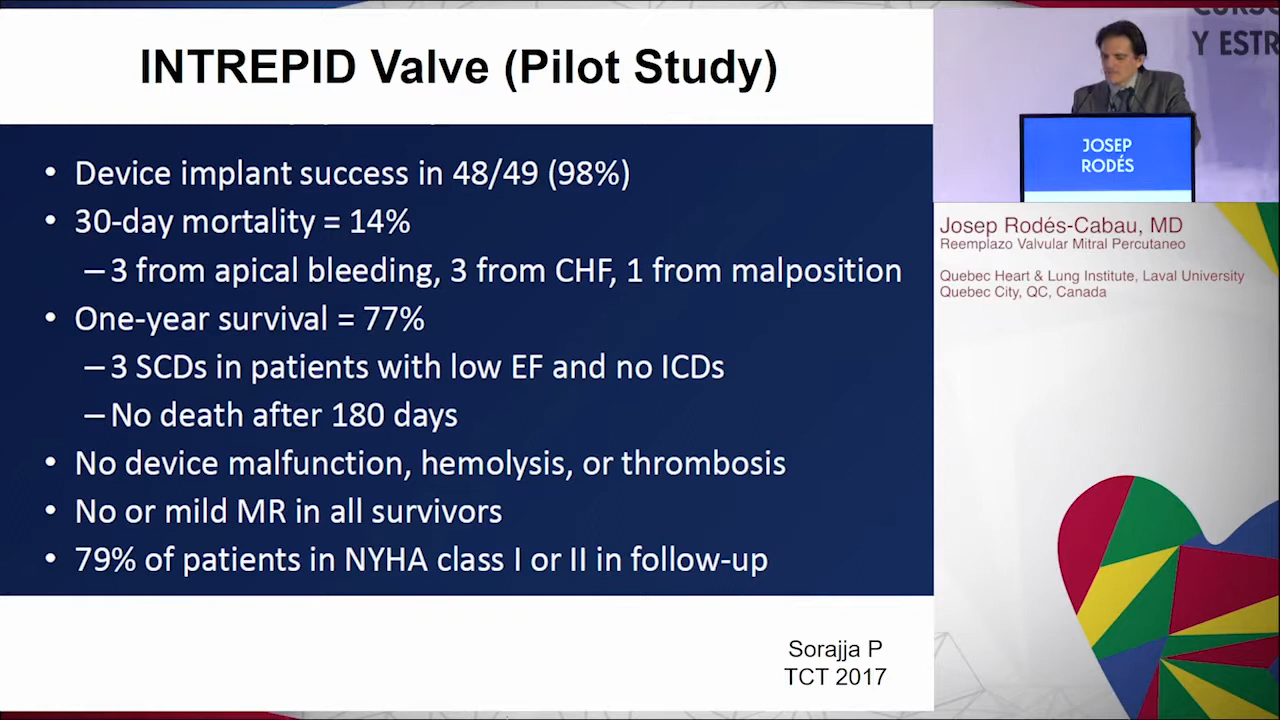 INTREPID Valve (Pilot Study)
• Device implant success in 48/49 (98%)
• 30-day mortality = 14%
– 3 from apical bleeding, 3 from CHF, 1 from malposition
• One-year survival = 77%
– 3 SCDs in patients with low EF and no ICDs
– No death after 180 days
• No device malfunction, hemolysis, or thrombosis
• No or mild MR in all survivors
• 79% of patients in NYHA class I or II in follow-up
Sorajja P
TCT 2017
Y ESTR
JOSEP
RODÉS
Josep Rodés-Cabau, MD
Reemplazo Valvular Mitral Percutaneo
Quebec Heart & Lung Institute, Laval University
Quebec City, QC, Canada